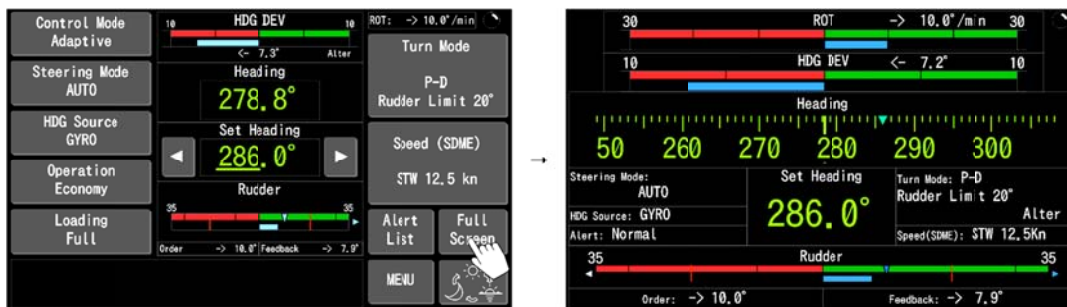 Control Mode
Adaptive
Steering Mode
AUTO
HDG Source
GYRO
Operation
Economy
Loading
Full
10 HDG DEV 10
<- 7.3° Alter
Heading
278.8°
Set Heading
286.0°
Rudder
35 35
Order -> 10.0° Feedback -> 7.9°
ROT: -> 10.0°/min
Turn Mode
P-D
Rudder Limit 20°
Speed (SDME)
STW 12.5 kn
Alert
List
Full
Screen
MENU
30 ROT -> 10.0°/min 30
10 HDG DEV <- 7.2° 10
Heading
50 260 270 280 290 300
Steering Mode:
AUTO
HDG Source: GYRO
Alert: Normal
Set Heading
286.0°
Turn Mode: P-D
Rudder Limit 20°
Alter
Speed(SDME): STW 12.5Kn
35 Rudder 35
Order: -> 10.0° Feedback: -> 7.9°